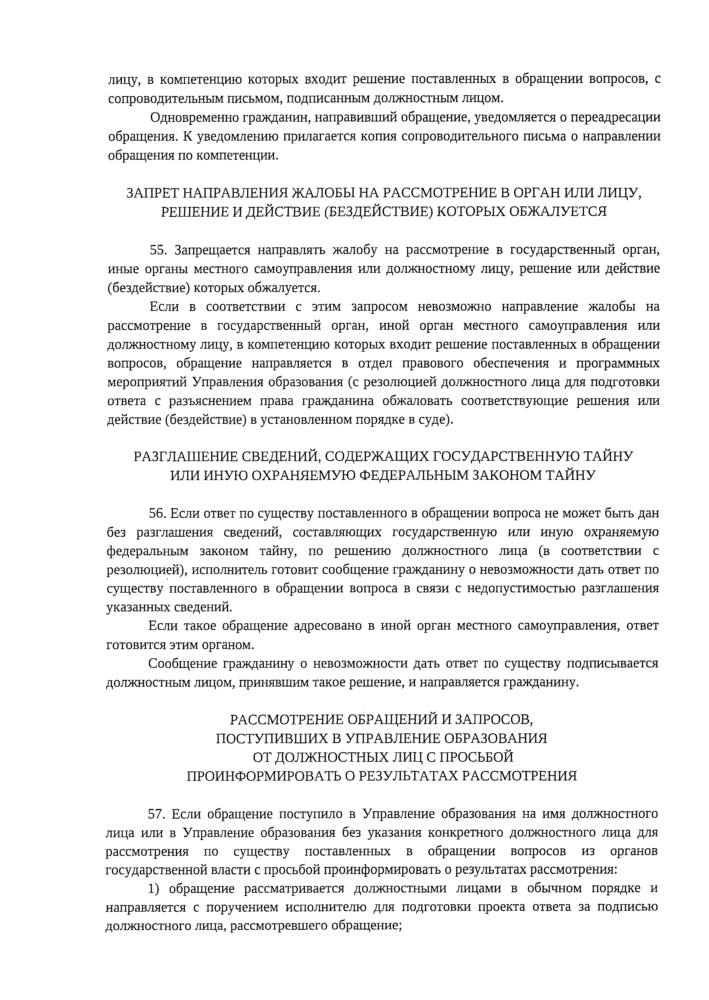 лицу, в компетенцию которых входит решение поставленных в обращении вопросов, с
сопроводительным письмом, подписанным должностным лицом.
Одновременно гражданин, направивший обращение, уведомляется о переадресации
обращения. К уведомлению прилагается копия сопроводительного письма о направлении
обращения по компетенции.
ЗАПРЕТ НАПРАВЛЕНИЯ ЖАЛОБЫ НА РАССМОТРЕНИЕ В ОРГАН ИЛИ ЛИЦУ,
РЕШЕНИЕ И ДЕЙСТВИЕ (БЕЗДЕЙСТВИЕ) КОТОРЫХ ОБЖАЛУЕТСЯ
55. Запрещается направлять жалобу на рассмотрение в государственный орган,
иные органы местного самоуправления или должностному лицу, решение или действие
(бездействие) которых обжалуется.
Если в соответствии с этим запросом невозможно направление жалобы на
рассмотрение в государственный орган, иной орган местного самоуправления или
должностному лицу, в компетенцию которых входит решение поставленных в обращении
вопросов, обращение направляется в отдел правового обеспечения и программных
мероприятий Управления образования (с резолюцией должностного лица для подготовки
ответа с разъяснением права гражданина обжаловать соответствующие решения или
действие (бездействие) в установленном порядке в суде).
РАЗГЛАШЕНИЕ СВЕДЕНИЙ, СОДЕРЖАЩИХ ГОСУДАРСТВЕННУЮ ТАЙНУ
ИЛИ ИНУЮ ОХРАНЯЕМУЮ ФЕДЕРАЛЬНЫМ ЗАКОНОМ ТАЙНУ
56. Если ответ по существу поставленного в обращении вопроса не может быть дан
без разглашения сведений, составляющих государственную или иную охраняемую
федеральным законом тайну, по решению должностного лица (в соответствии с
резолюцией), исполнитель готовит сообщение гражданину о невозможности дать ответ по
существу поставленного в обращении вопроса в связи с недопустимостью разглашения
указанных сведений.
Если такое обращение адресовано в иной орган местного самоуправления, ответ
готовится этим органом.
Сообщение гражданину о невозможности дать ответ по существу подписывается
должностным лицом, принявшим такое решение, и направляется гражданину.
РАССМОТРЕНИЕ ОБРАЩЕНИЙ И ЗАПРОСОВ,
ПОСТУПИВШИХ В УПРАВЛЕНИЕ ОБРАЗОВАНИЯ
ОТ ДОЛЖНОСТНЫХ ЛИЦ С ПРОСЬБОЙ
ПРОИНФОРМИРОВАТЬ О РЕЗУЛЬТАТАХ РАССМОТРЕНИЯ
57. Если обращение поступило в Управление образования на имя должностного
лица или в Управление образования без указания конкретного должностного лица для
рассмотрения по существу поставленных в обращении вопросов из органов
государственной власти с просьбой проинформировать о результатах рассмотрения:
1) обращение рассматривается должностными лицами в обычном порядке и
направляется с поручением исполнителю для подготовки проекта ответа за подписью
должностного лица, рассмотревшего обращение;